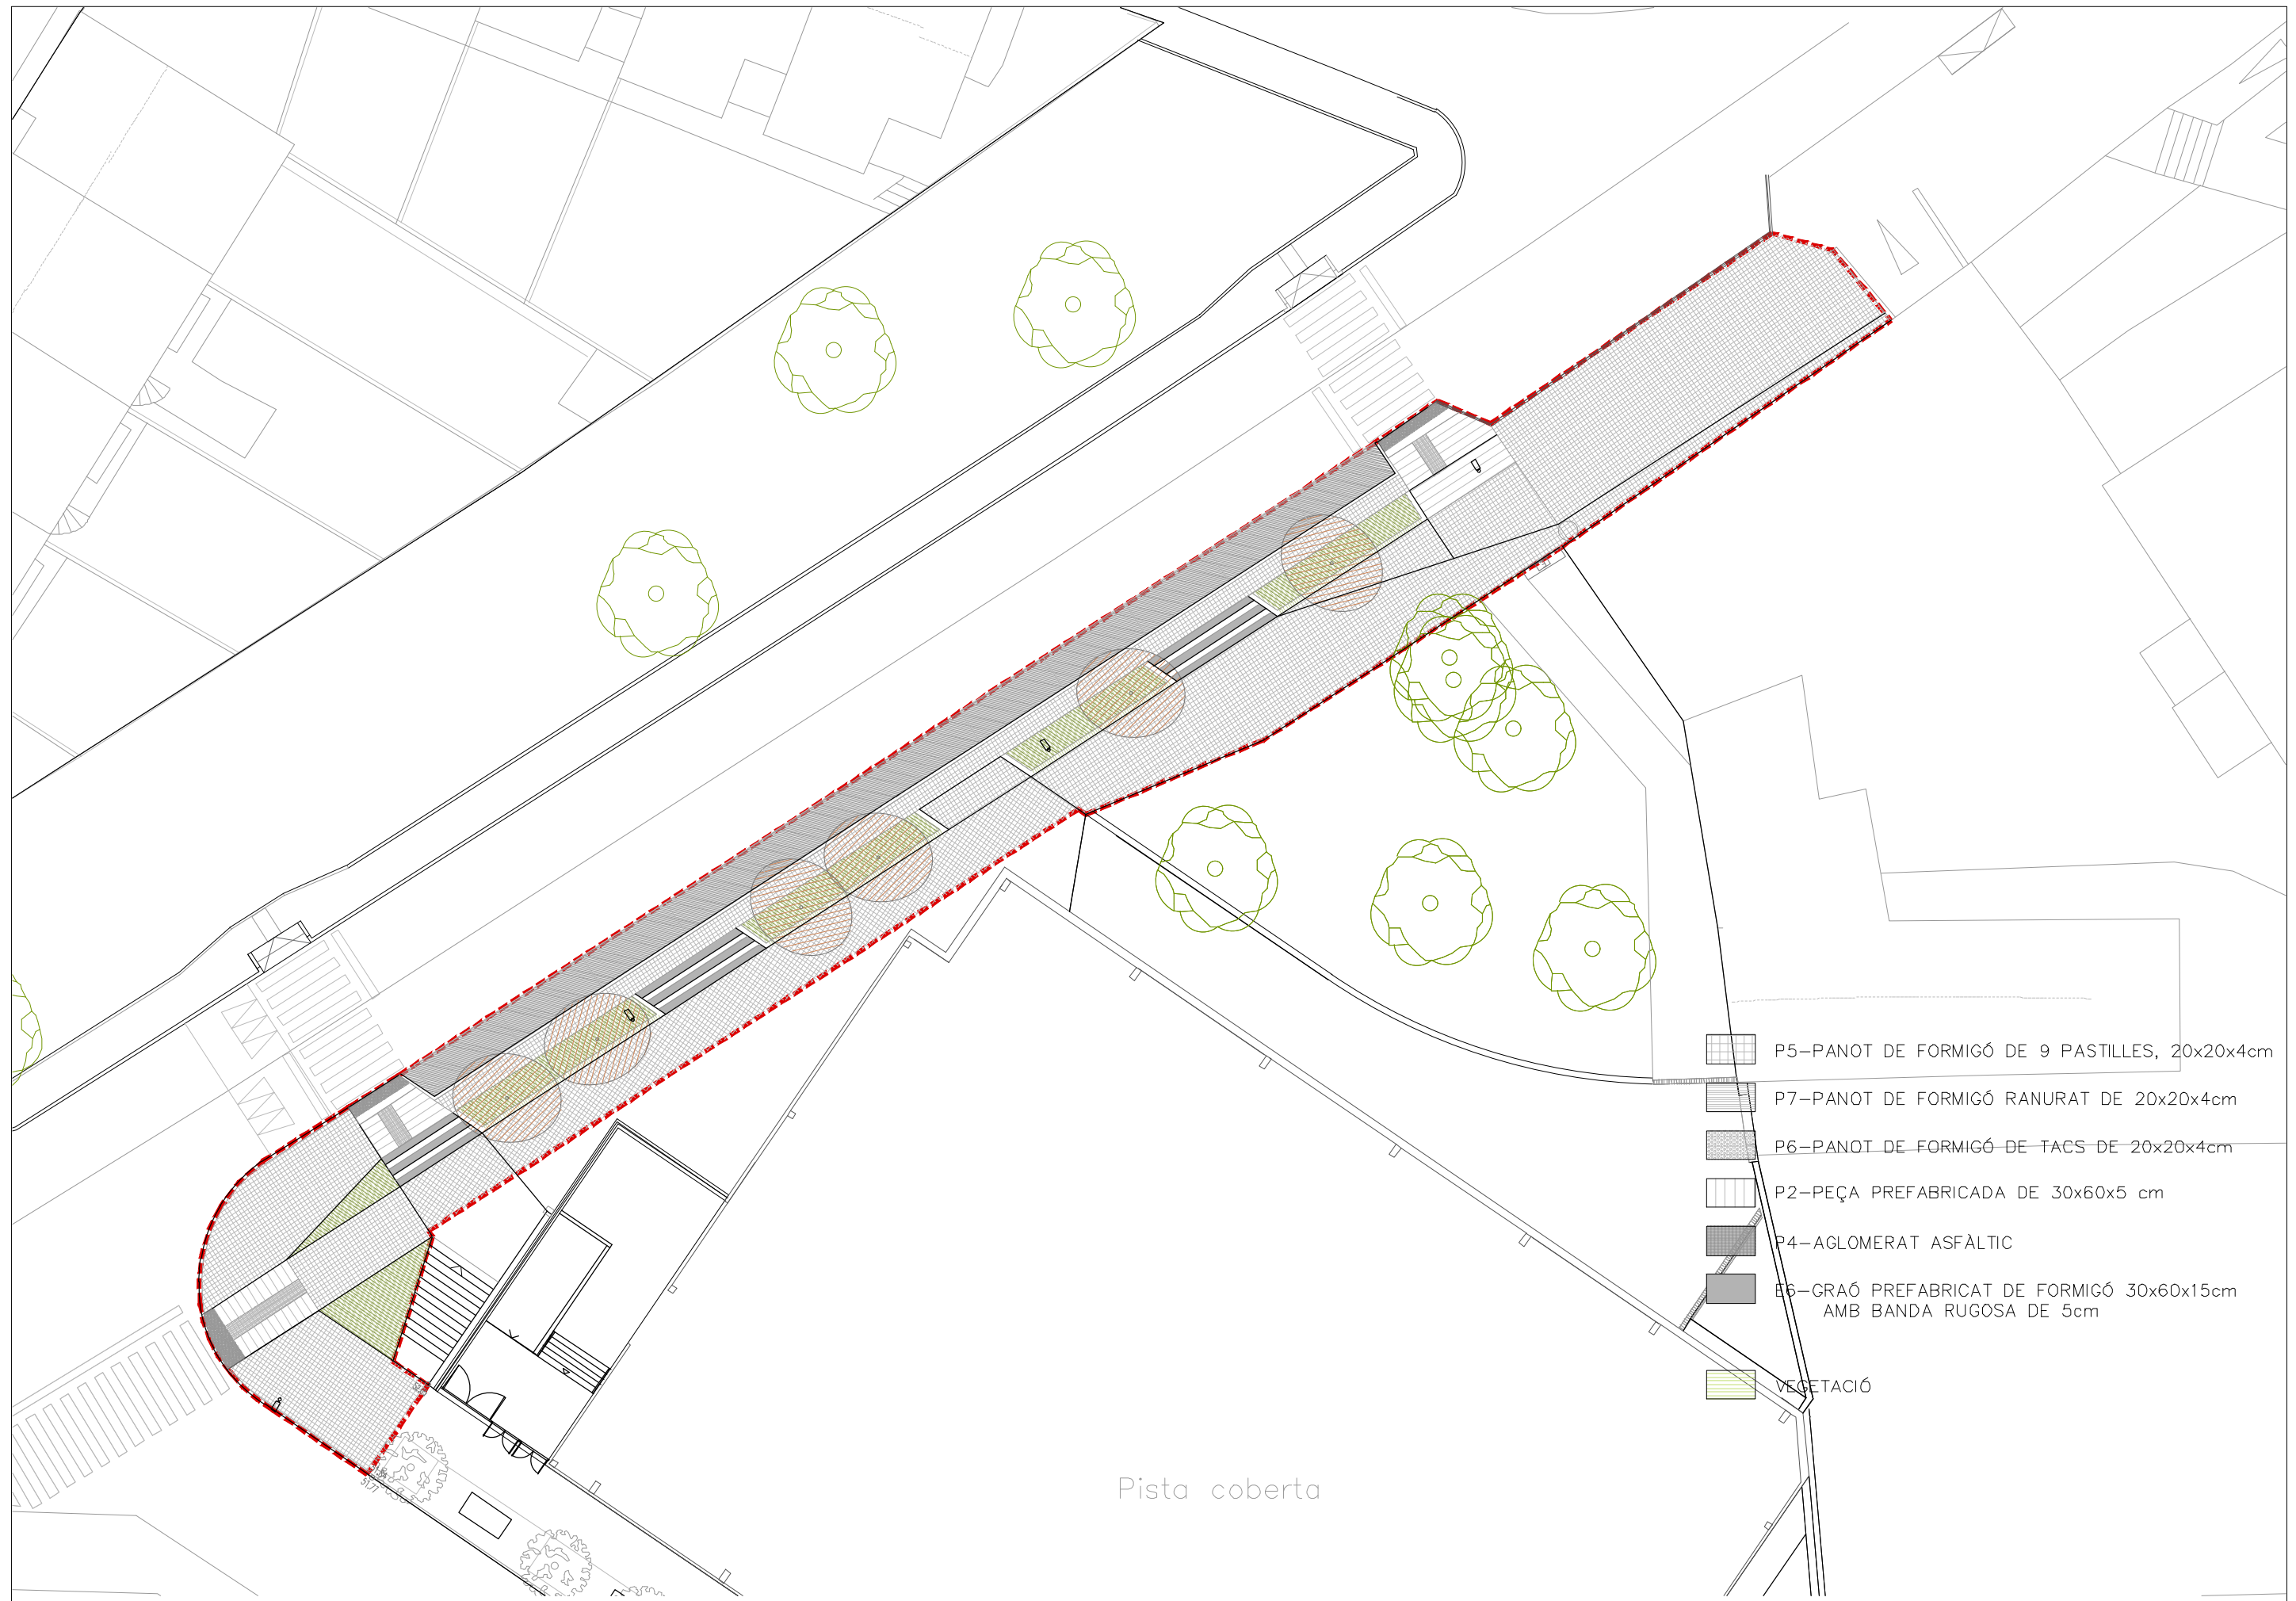 P5-PANOT DE FORMIGÓ DE 9 PASTILLES, 20x20x4cm
P7-PANOT DE FORMIGÓ RANURAT DE 20x20x4cm
P6-PANOT DE FORMIGÓ DE TACS DE 20x20x4cm
P2-PEÇA PREFABRICADA DE 30x60x5 cm
P4-AGLOMERAT ASFÀLTIC
E6-GRAÓ PREFABRICAT DE FORMIGÓ 30x60x15cm
AMB BANDA RUGOSA DE 5cm
VEGETACIÓ
Pista coberta